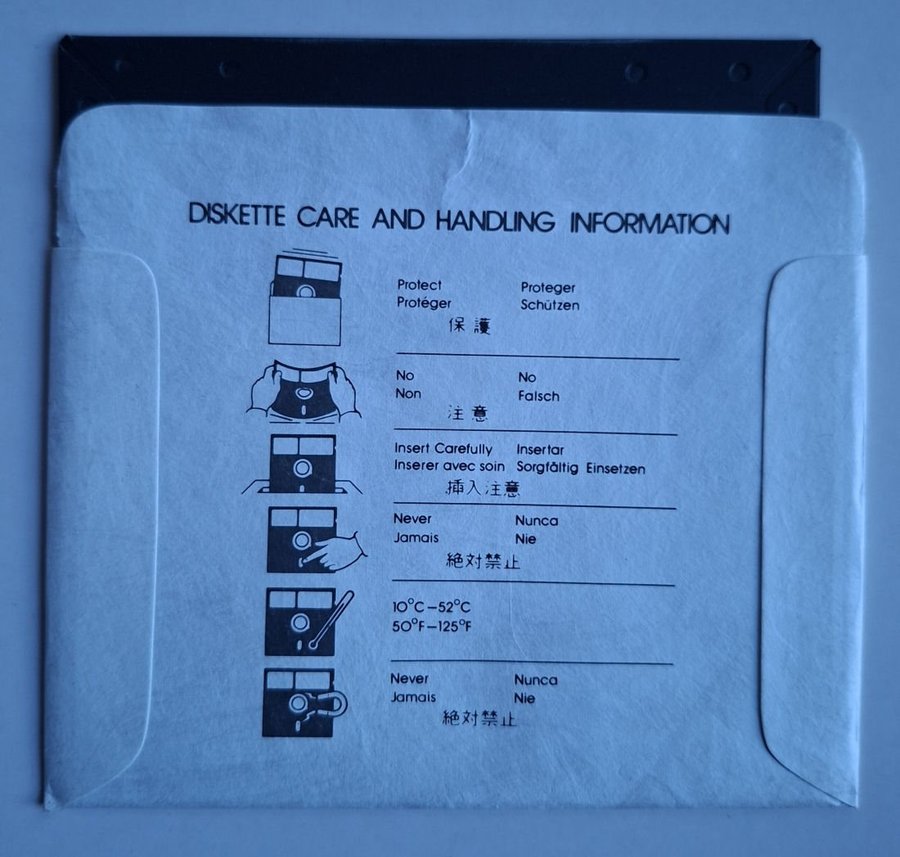 DISKETTE CARE AND HANDLING INFORMATION
Protect Proteger
Protéger Schützen
保護
No No
Non Falsch
注意
Insert Carefully Insertar
Inserer avec soin Sorgfältig Einsetzen
挿入注意
Never Nunca
Jamais Nie
絶対禁止
10°C–52°C
50°F–125°F
Never Nunca
Jamais Nie
絶対禁止